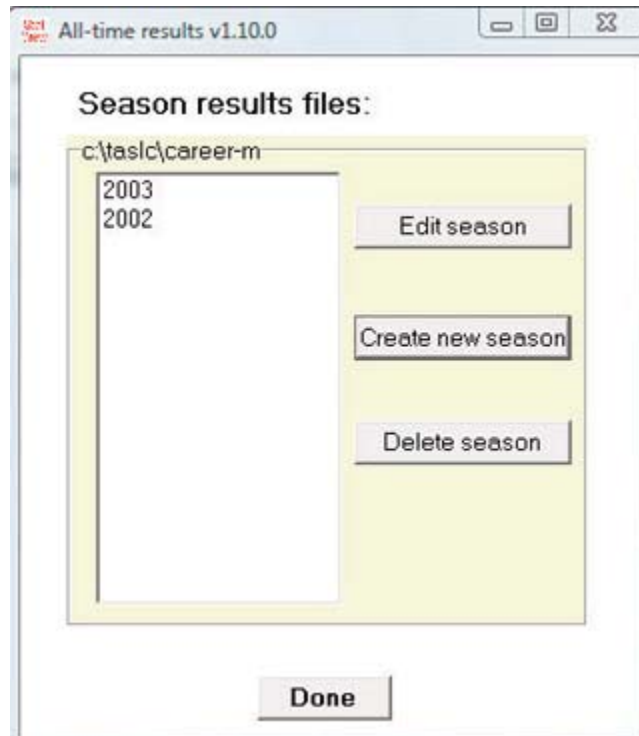 All-time results v1.10.0
Season results files:
c:\taslc\career-m
2003
2002
Edit season
Create new season
Delete season
Done